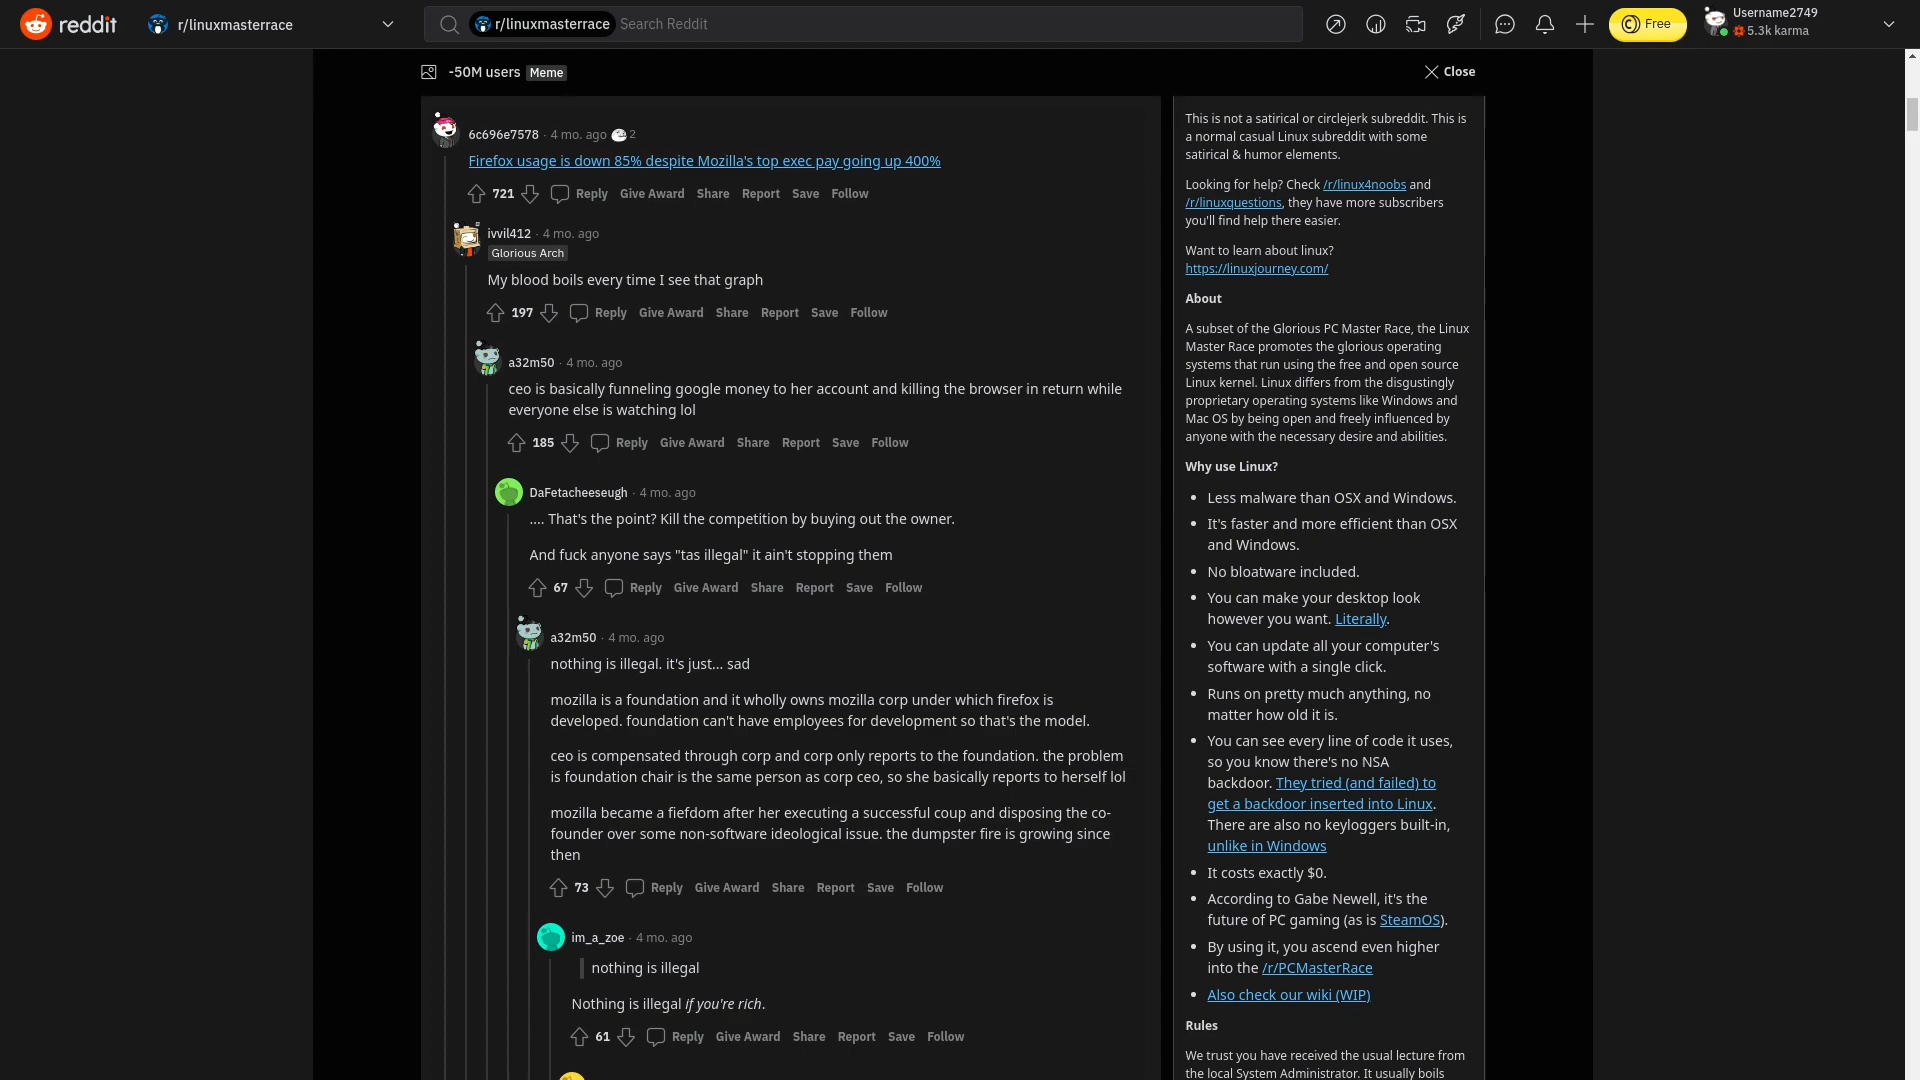 reddit
r/linuxmasterrace
r/linuxmasterrace Search Reddit
Free
Username2749
5.3k karma
-50M users Meme
Close
6c696e7578 · 4 mo. ago 2
Firefox usage is down 85% despite Mozilla's top exec pay going up 400%
721 Reply Give Award Share Report Save Follow
ivvil412 · 4 mo. ago
Glorious Arch
My blood boils every time I see that graph
197 Reply Give Award Share Report Save Follow
a32m50 · 4 mo. ago
ceo is basically funneling google money to her account and killing the browser in return while
everyone else is watching lol
185 Reply Give Award Share Report Save Follow
DaFetacheeseugh · 4 mo. ago
.... That's the point? Kill the competition by buying out the owner.
And fuck anyone says "tas illegal" it ain't stopping them
67 Reply Give Award Share Report Save Follow
a32m50 · 4 mo. ago
nothing is illegal. it's just... sad
mozilla is a foundation and it wholly owns mozilla corp under which firefox is
developed. foundation can't have employees for development so that's the model.
ceo is compensated through corp and corp only reports to the foundation. the problem
is foundation chair is the same person as corp ceo, so she basically reports to herself lol
mozilla became a fiefdom after her executing a successful coup and disposing the co-
founder over some non-software ideological issue. the dumpster fire is growing since
then
73 Reply Give Award Share Report Save Follow
im_a_zoe · 4 mo. ago
nothing is illegal
Nothing is illegal if you're rich.
61 Reply Give Award Share Report Save Follow
This is not a satirical or circlejerk subreddit. This is
a normal casual Linux subreddit with some
satirical & humor elements.
Looking for help? Check /r/linux4noobs and
/r/linuxquestions, they have more subscribers
you'll find help there easier.
Want to learn about linux?
https://linuxjourney.com/
About
A subset of the Glorious PC Master Race, the Linux
Master Race promotes the glorious operating
systems that run using the free and open source
Linux kernel. Linux differs from the disgustingly
proprietary operating systems like Windows and
Mac OS by being open and freely influenced by
anyone with the necessary desire and abilities.
Why use Linux?
• Less malware than OSX and Windows.
• It's faster and more efficient than OSX
and Windows.
• No bloatware included.
• You can make your desktop look
however you want. Literally.
• You can update all your computer's
software with a single click.
• Runs on pretty much anything, no
matter how old it is.
• You can see every line of code it uses,
so you know there's no NSA
backdoor. They tried (and failed) to
get a backdoor inserted into Linux.
There are also no keyloggers built-in,
unlike in Windows
• It costs exactly $0.
• According to Gabe Newell, it's the
future of PC gaming (as is SteamOS).
• By using it, you ascend even higher
into the /r/PCMasterRace
• Also check our wiki (WIP)
Rules
We trust you have received the usual lecture from
the local System Administrator. It usually boils